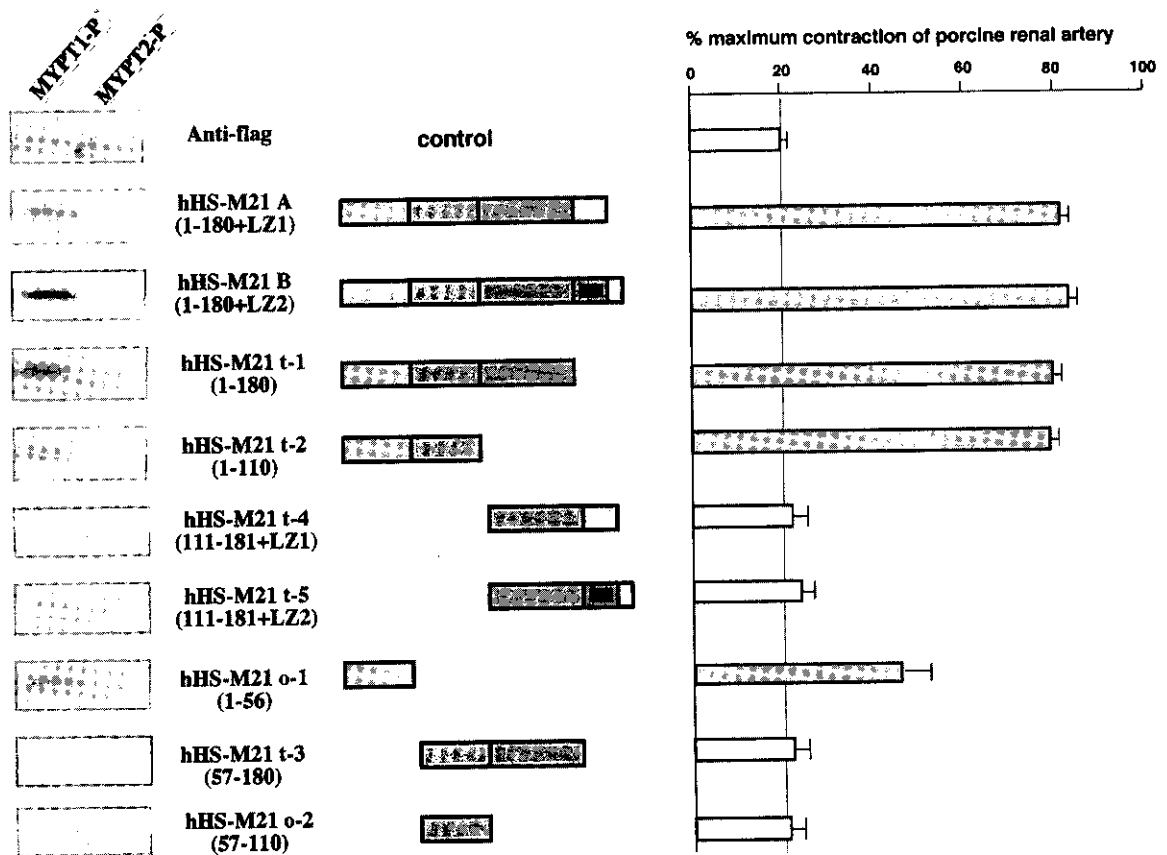 MYPT1-P
MYPT2-P
% maximum contraction of porcine renal artery
0 20 40 60 80 100
Anti-flag
control
hHS-M21 A
(1-180+LZ1)
hHS-M21 B
(1-180+LZ2)
hHS-M21 t-1
(1-180)
hHS-M21 t-2
(1-110)
hHS-M21 t-4
(111-181+LZ1)
hHS-M21 t-5
(111-181+LZ2)
hHS-M21 o-1
(1-56)
hHS-M21 t-3
(57-180)
hHS-M21 o-2
(57-110)